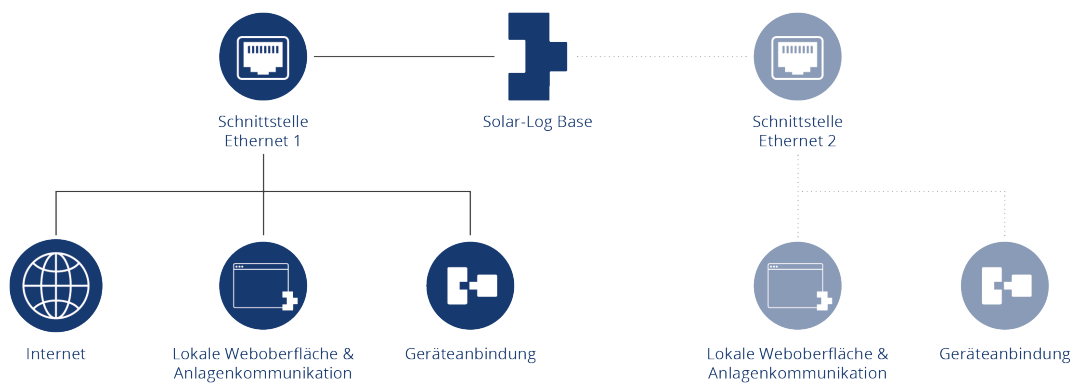 Schnittstelle
Ethernet 1
Solar-Log Base
Schnittstelle
Ethernet 2
Internet
Lokale Weboberfläche &
Anlagenkommunikation
Geräteanbindung
Lokale Weboberfläche &
Anlagenkommunikation
Geräteanbindung